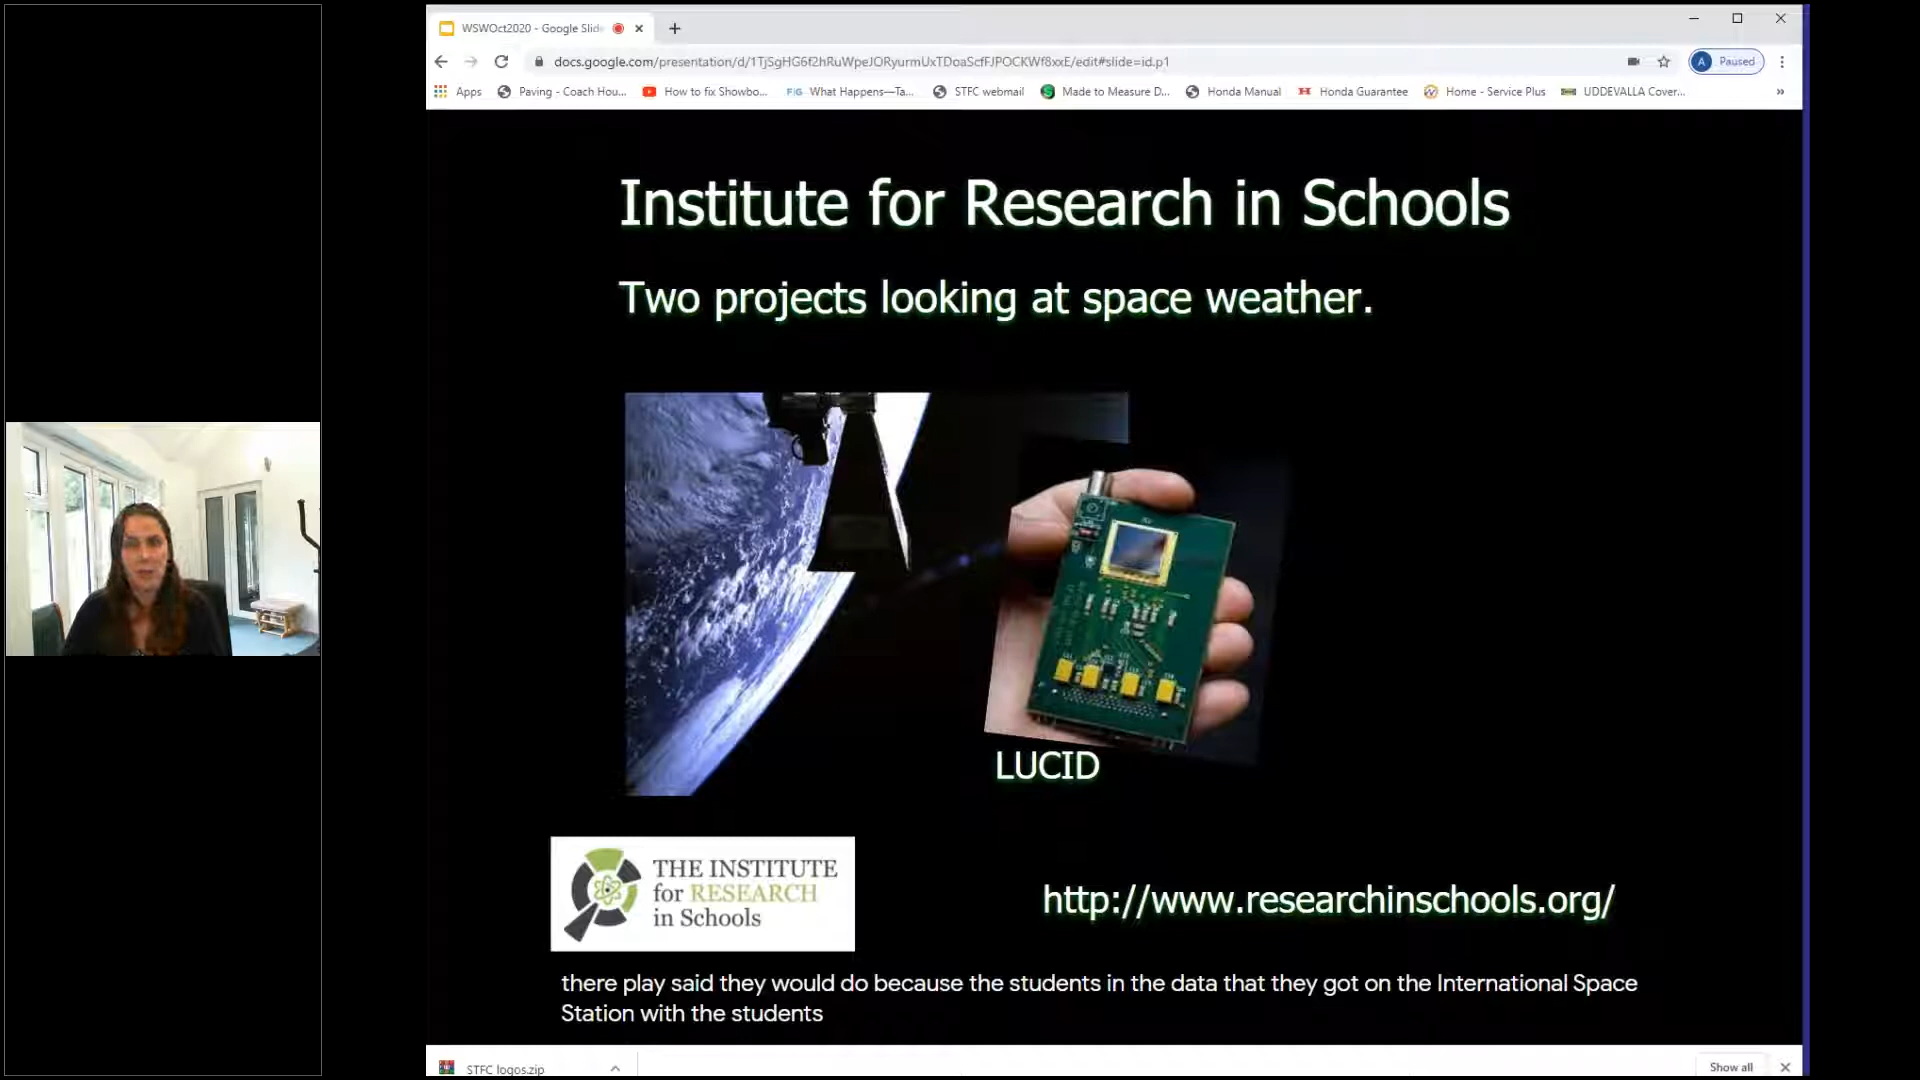 WSWOct2020 - Google Slid
docs.google.com/presentation/d/1TjSgHG6f2hRuWpeJORyurmUxTDoaScfFJPOCKWf8xxE/edit#slide=id.p1
A Paused
Apps Paving - Coach Hou... How to fix Showbo... FIG What Happens—Ta... STFC webmail Made to Measure D... Honda Manual Honda Guarantee Home - Service Plus UDDEVALLA Cover... »
Institute for Research in Schools
Two projects looking at space weather.
LUCID
THE INSTITUTE
for RESEARCH
in Schools
http://www.researchinschools.org/
there play said they would do because the students in the data that they got on the International Space
Station with the students
STFC logos.zip
Show all